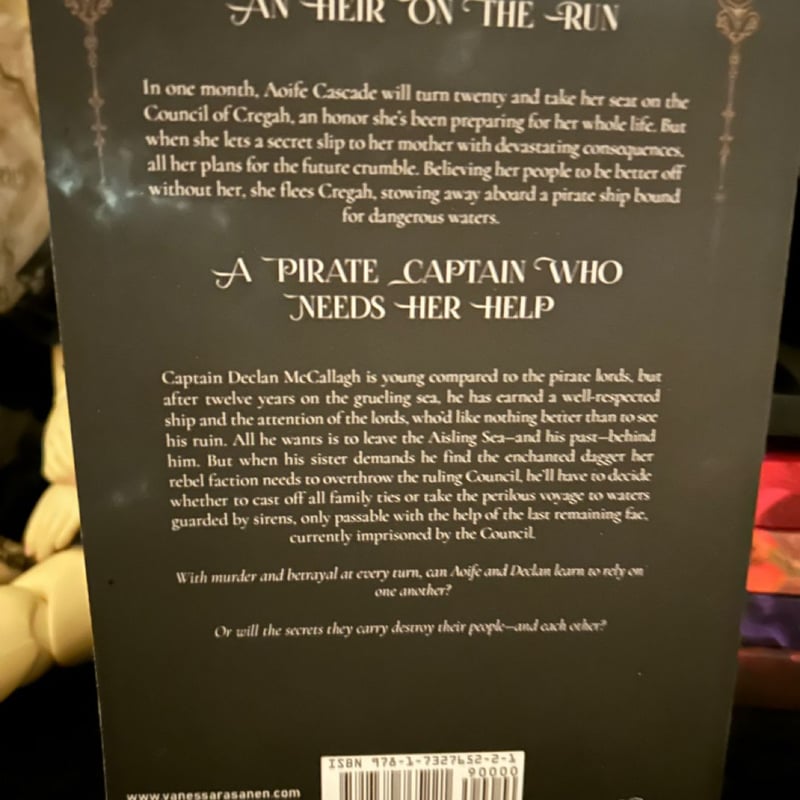 AN HEIR ON THE RUN
In one month, Aoife Cascade will turn twenty and take her seat on the
Council of Cregah, an honor she's been preparing for her whole life. But
when she lets a secret slip to her mother with devastating consequences,
all her plans for the future crumble. Believing her people to be better off
without her, she flees Cregah, stowing away aboard a pirate ship bound
for dangerous waters.
A PIRATE CAPTAIN WHO
NEEDS HER HELP
Captain Declan McCallagh is young compared to the pirate lords, but
after twelve years on the grueling sea, he has earned a well-respected
ship and the attention of the lords, who'd like nothing better than to see
his ruin. All he wants is to leave the Aisling Sea—and his past—behind
him. But when his sister demands he find the enchanted dagger her
rebel faction needs to overthrow the ruling Council, he'll have to decide
whether to cast off all family ties or take the perilous voyage to waters
guarded by sirens, only passable with the help of the last remaining fae,
currently imprisoned by the Council.
With murder and betrayal at every turn, can Aoife and Declan learn to rely on
one another?
Or will the secrets they carry destroy their people—and each other?
ISBN 978-1-7327652-2-1
90000
www.vanessarasanen.com